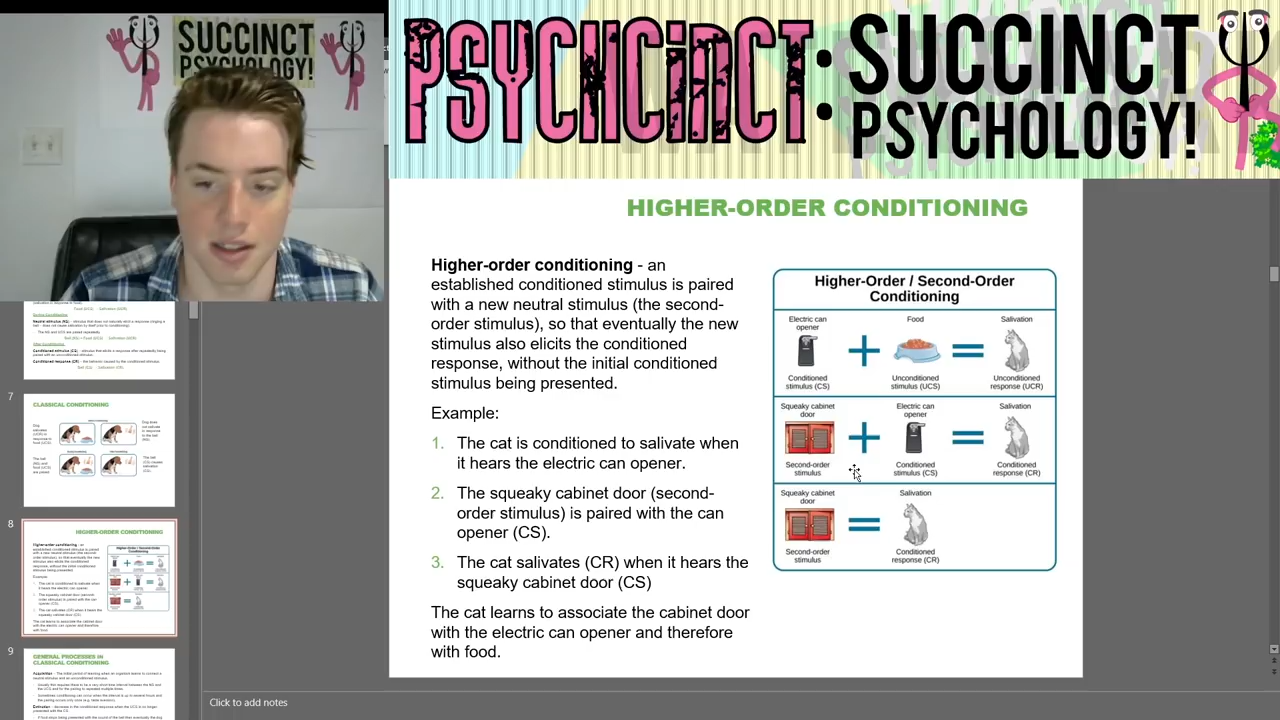 SUCCINCT
PSYCHOLOGY!
PSYCHCINCT: SUCCINCT
PSYCHOLOGY!
HIGHER-ORDER CONDITIONING
Higher-order conditioning - an
established conditioned stimulus is paired
with a new neutral stimulus (the second-
order stimulus), so that eventually the new
stimulus also elicits the conditioned
response, without the initial conditioned
stimulus being presented.
Example:
1. The cat is conditioned to salivate when
it hears the electric can opener.
2. The squeaky cabinet door (second-
order stimulus) is paired with the can
opener (CS).
3. The cat salivates (CR) when it hears the
squeaky cabinet door (CS)
The cat learns to associate the cabinet door
with the electric can opener and therefore
with food.
Higher-Order / Second-Order
Conditioning
Electric can
opener
Food
Salivation
Conditioned
stimulus (CS)
Unconditioned
stimulus (UCS)
Unconditioned
response (UCR)
Squeaky cabinet
door
Electric can
opener
Salivation
Second-order
stimulus
Conditioned
stimulus (CS)
Conditioned
response (CR)
Squeaky cabinet
door
Salivation
Second-order
stimulus
Conditioned
response (CR)
7
CLASSICAL CONDITIONING
8
HIGHER-ORDER CONDITIONING
9
GENERAL PROCESSES IN
CLASSICAL CONDITIONING
Click to add notes